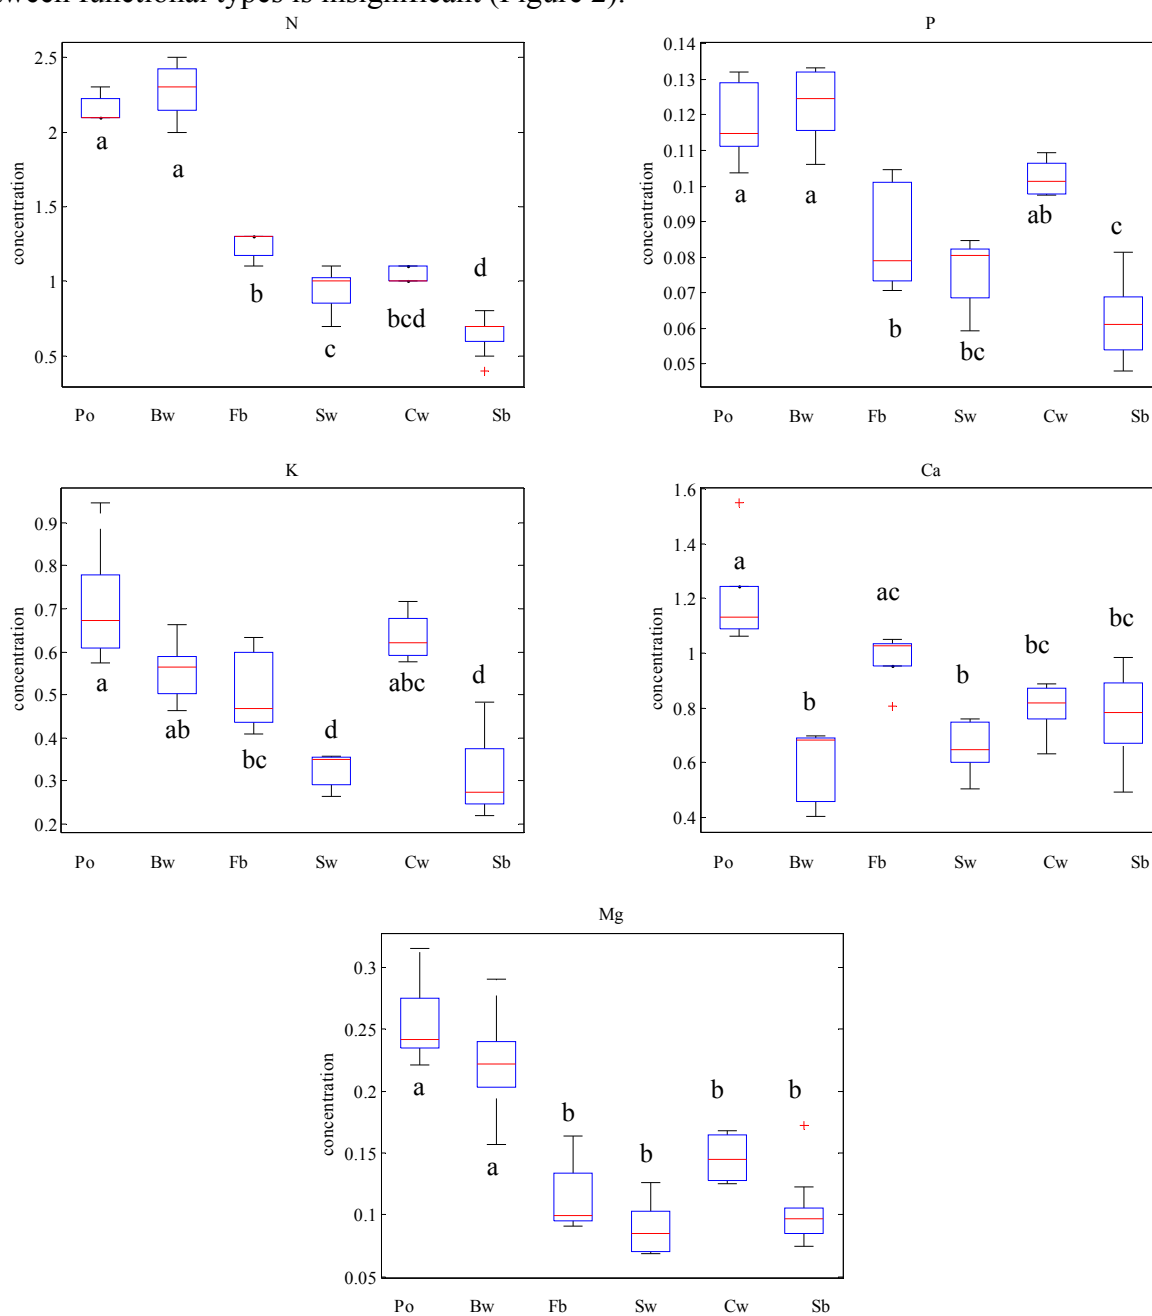 between functional types is insignificant (Figure 2).
N
2.5
2
1.5
1
0.5
concentration
a
a
b
c
bcd
d
Po Bw Fb Sw Cw Sb
P
0.14
0.13
0.12
0.11
0.1
0.09
0.08
0.07
0.06
0.05
concentration
a
a
b
bc
ab
c
Po Bw Fb Sw Cw Sb
K
0.9
0.8
0.7
0.6
0.5
0.4
0.3
0.2
concentration
a
ab
bc
d
abc
d
Po Bw Fb Sw Cw Sb
Ca
1.6
1.4
1.2
1
0.8
0.6
0.4
concentration
a
b
ac
b
bc
bc
Po Bw Fb Sw Cw Sb
Mg
0.3
0.25
0.2
0.15
0.1
0.05
concentration
a
a
b
b
b
b
Po Bw Fb Sw Cw Sb